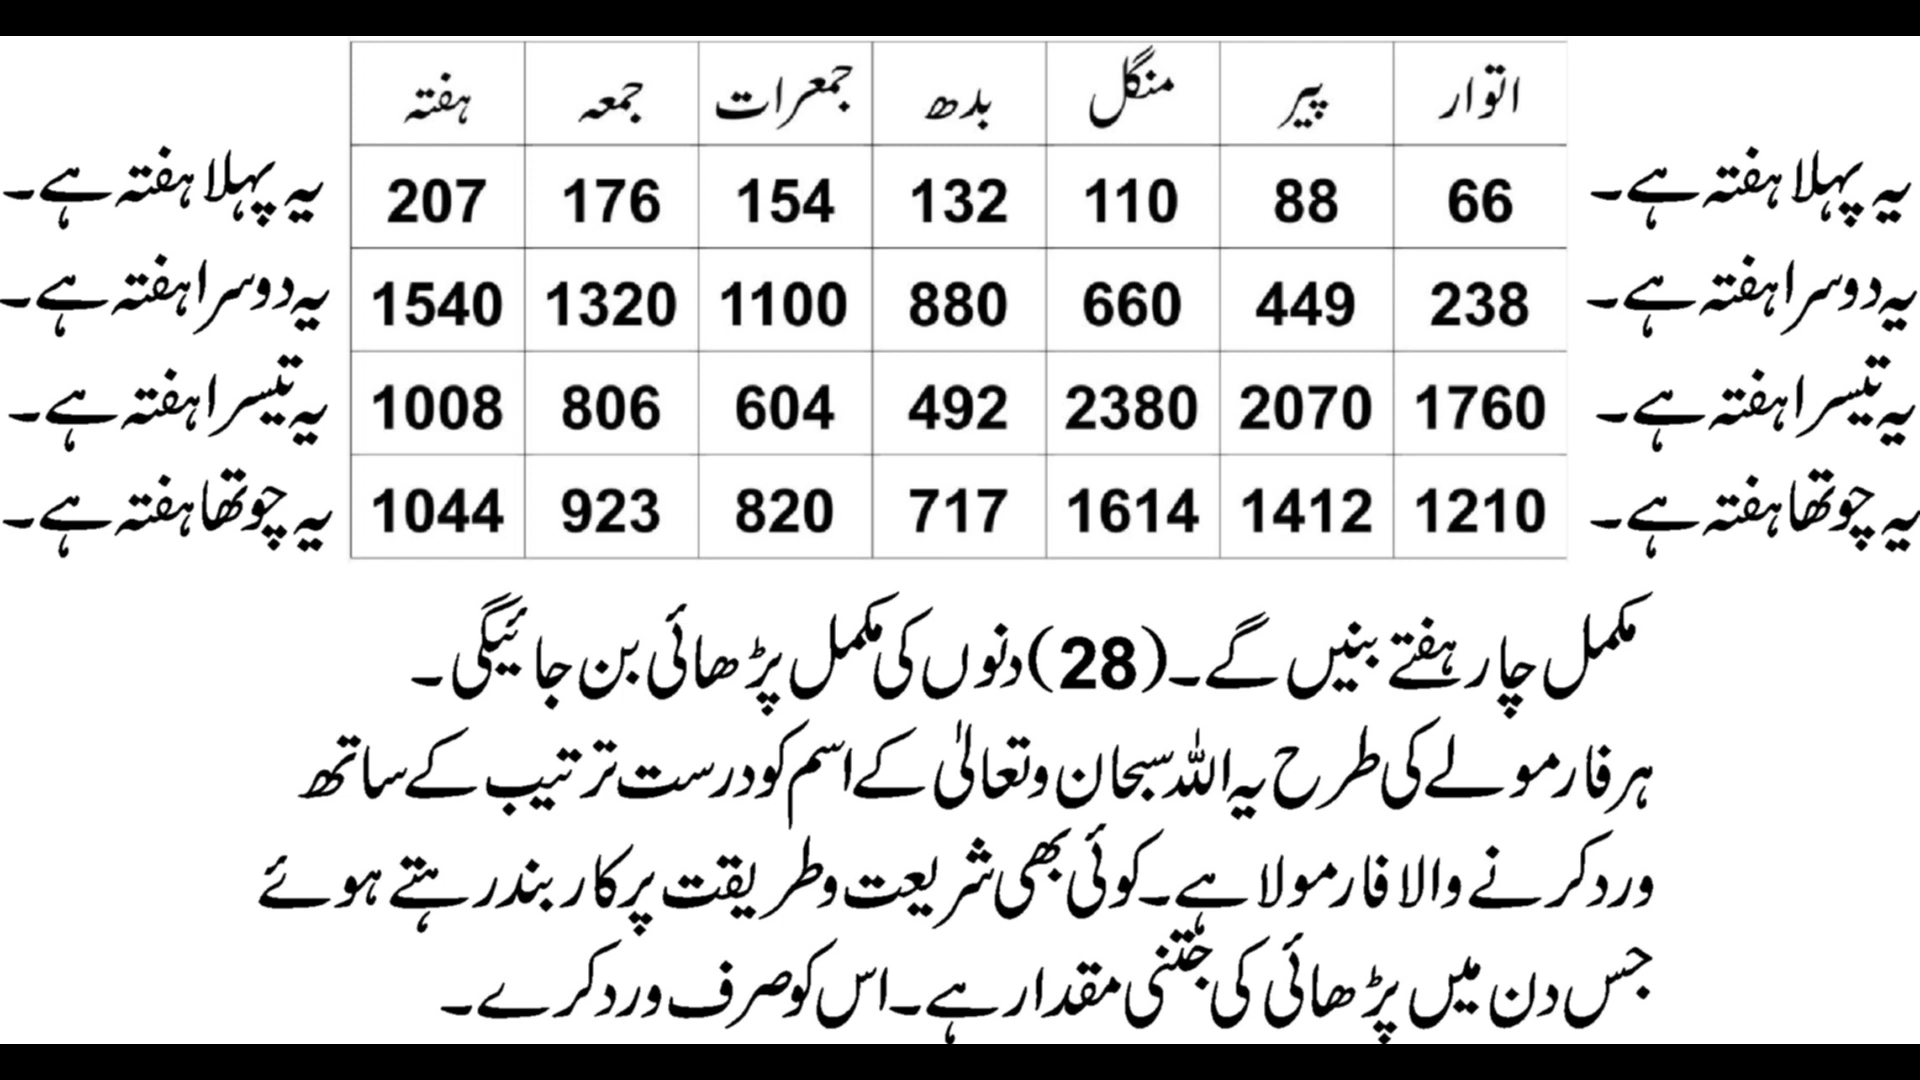 اتوار پیر منگل بدھ جمعرات جمعہ ہفتہ
یہ پہلا ہفتہ ہے۔ 66 88 110 132 154 176 207 یہ پہلا ہفتہ ہے۔
یہ دوسرا ہفتہ ہے۔ 238 449 660 880 1100 1320 1540 یہ دوسرا ہفتہ ہے۔
یہ تیسرا ہفتہ ہے۔ 1760 2070 2380 492 604 806 1008 یہ تیسرا ہفتہ ہے۔
یہ چوتھا ہفتہ ہے۔ 1210 1412 1614 717 820 923 1044 یہ چوتھا ہفتہ ہے۔
مکمل چار ہفتے بنیں گے۔ (28) دنوں کی مکمل پڑھائی بن جائیگی۔
ہر فارمولے کی طرح یہ اللہ سبحان وتعالیٰ کے اسم کو درست ترتیب کے ساتھ
ورد کرنے والا فارمولا ہے۔ کوئی بھی شریعت وطریقت پر کار بند رہتے ہوئے
جس دن میں پڑھائی کی جتنی مقدار ہے۔ اس کو صرف ورد کرے۔